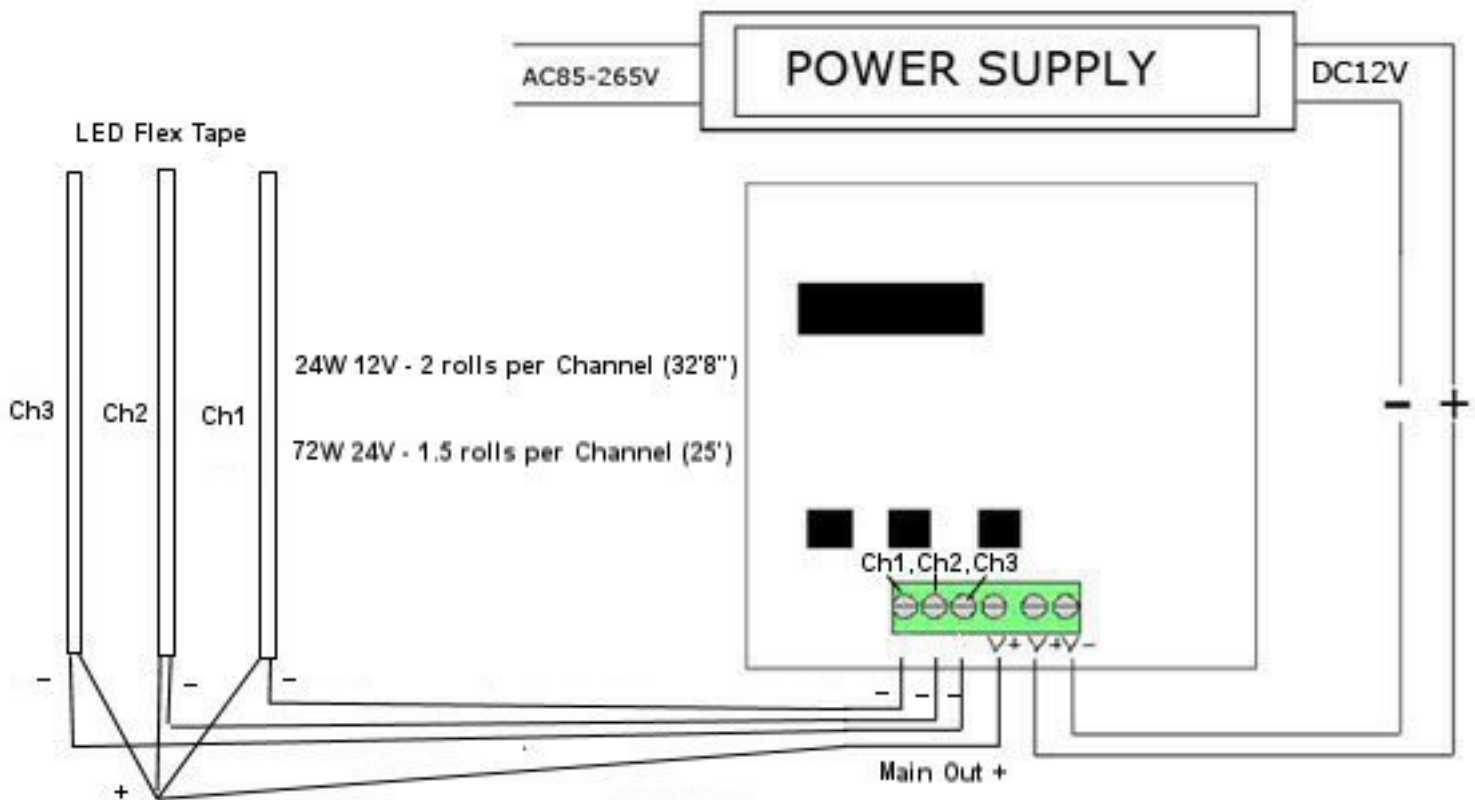 POWER SUPPLY
AC85-265V
DC12V
LED Flex Tape
24W 12V - 2 rolls per Channel (32'8")
Ch3
Ch2
Ch1
- +
72W 24V - 1.5 rolls per Channel (25')
Ch1,Ch2,Ch3
+ + -
- - -
- - -
Main Out +
+